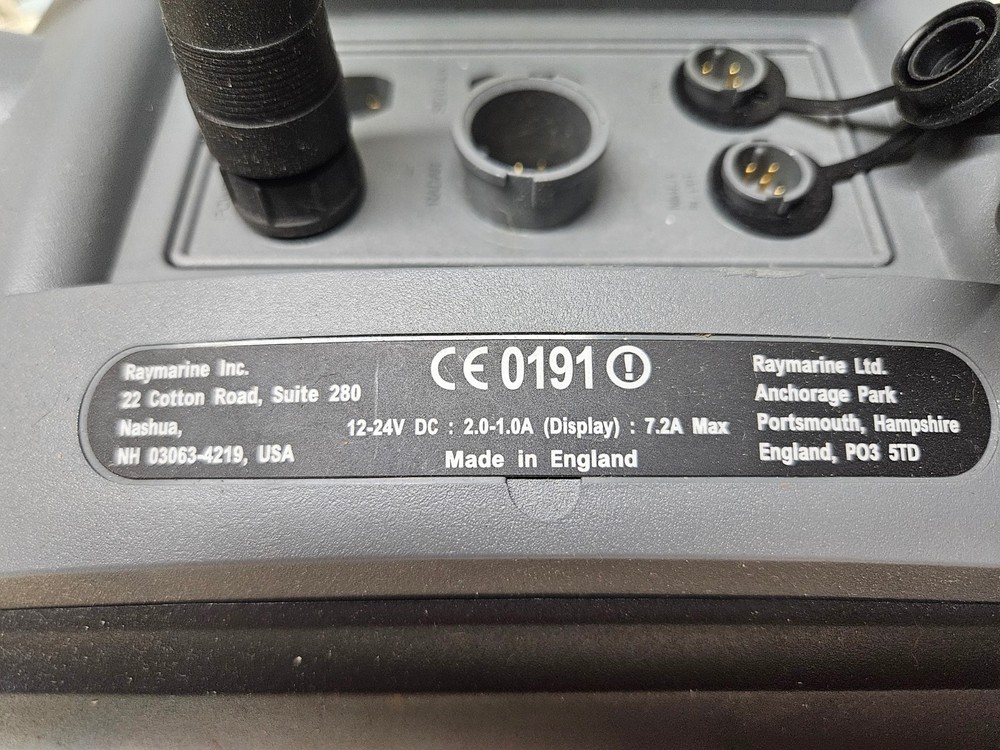 Raymarine Inc.
22 Cotton Road, Suite 280
Nashua,
NH 03063-4219, USA
CE 0191
12-24V DC : 2.0-1.0A (Display) : 7.2A Max
Made in England
Raymarine Ltd.
Anchorage Park
Portsmouth, Hampshire
England, PO3 5TD